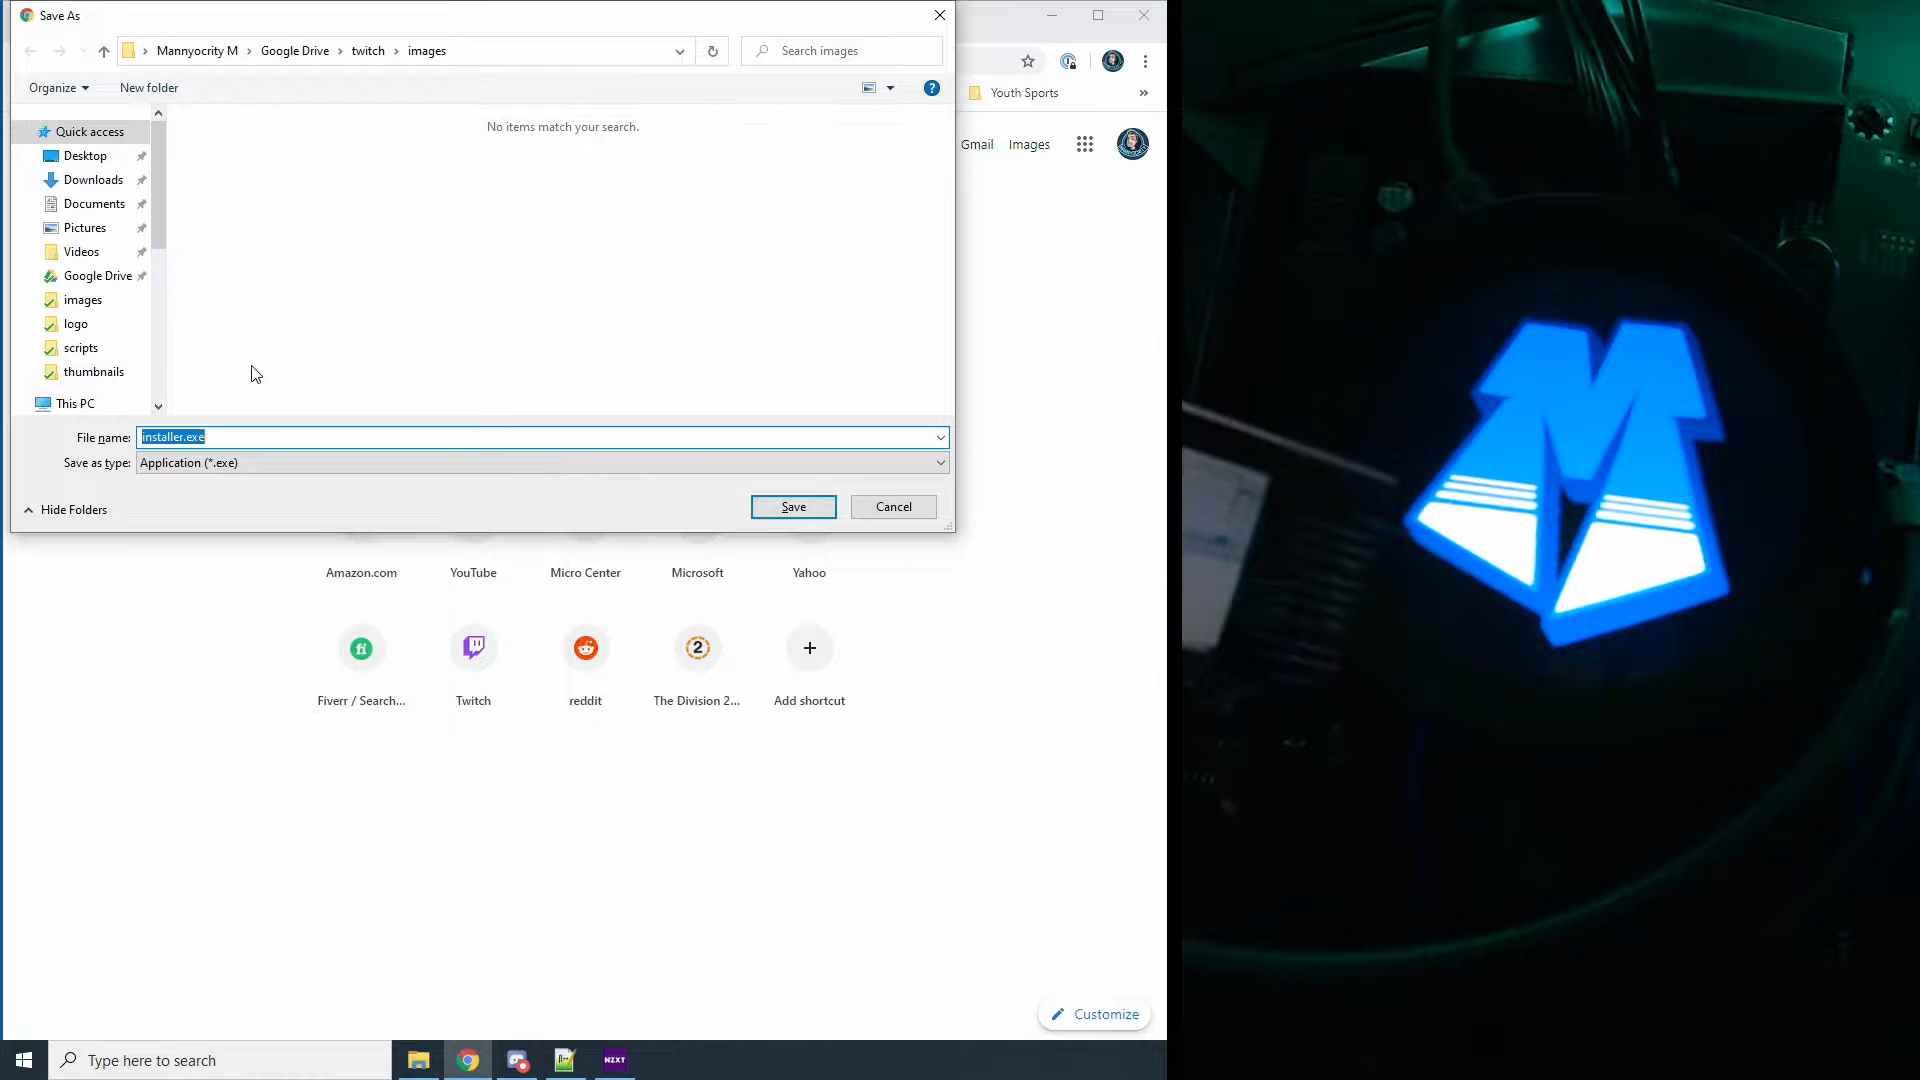 Save As
Mannyocrity M > Google Drive > twitch > images
Search images
Organize
New folder
Youth Sports
»
Quick access
Desktop
Downloads
Documents
Pictures
Videos
Google Drive
images
logo
scripts
thumbnails
This PC
No items match your search.
Gmail
Images
File name: installer.exe
Save as type: Application (*.exe)
Hide Folders
Save
Cancel
Amazon.com
YouTube
Micro Center
Microsoft
Yahoo
fi
2
Fiverr / Search...
Twitch
reddit
The Division 2...
Add shortcut
M
Customize
Type here to search
NZXT